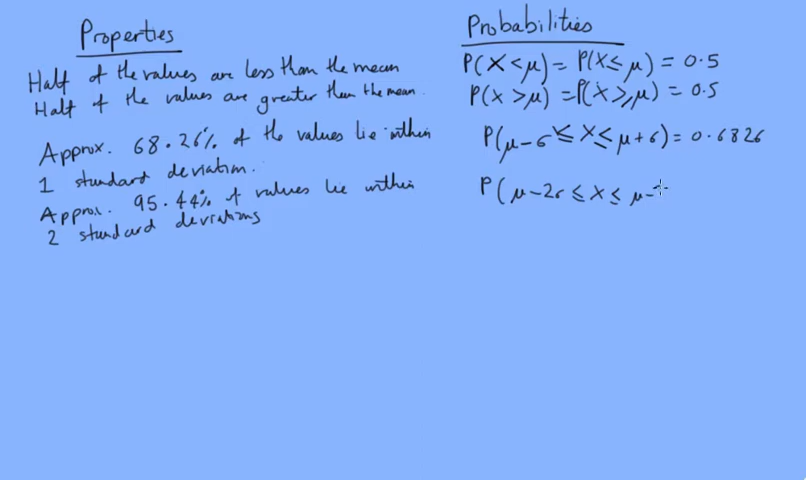 Properties
Half of the values are less than the mean
Half of the values are greater than the mean.
Approx. 68.26% of the values lie within
1 standard deviation.
Approx. 95.44% of values lie within
2 standard deviations
Probabilities
P(X<μ) = P(X≤μ) = 0.5
P(X>μ) = P(X≥μ) = 0.5
P(μ-σ≤X≤μ+σ) = 0.6826
P(μ-2σ≤X≤μ-